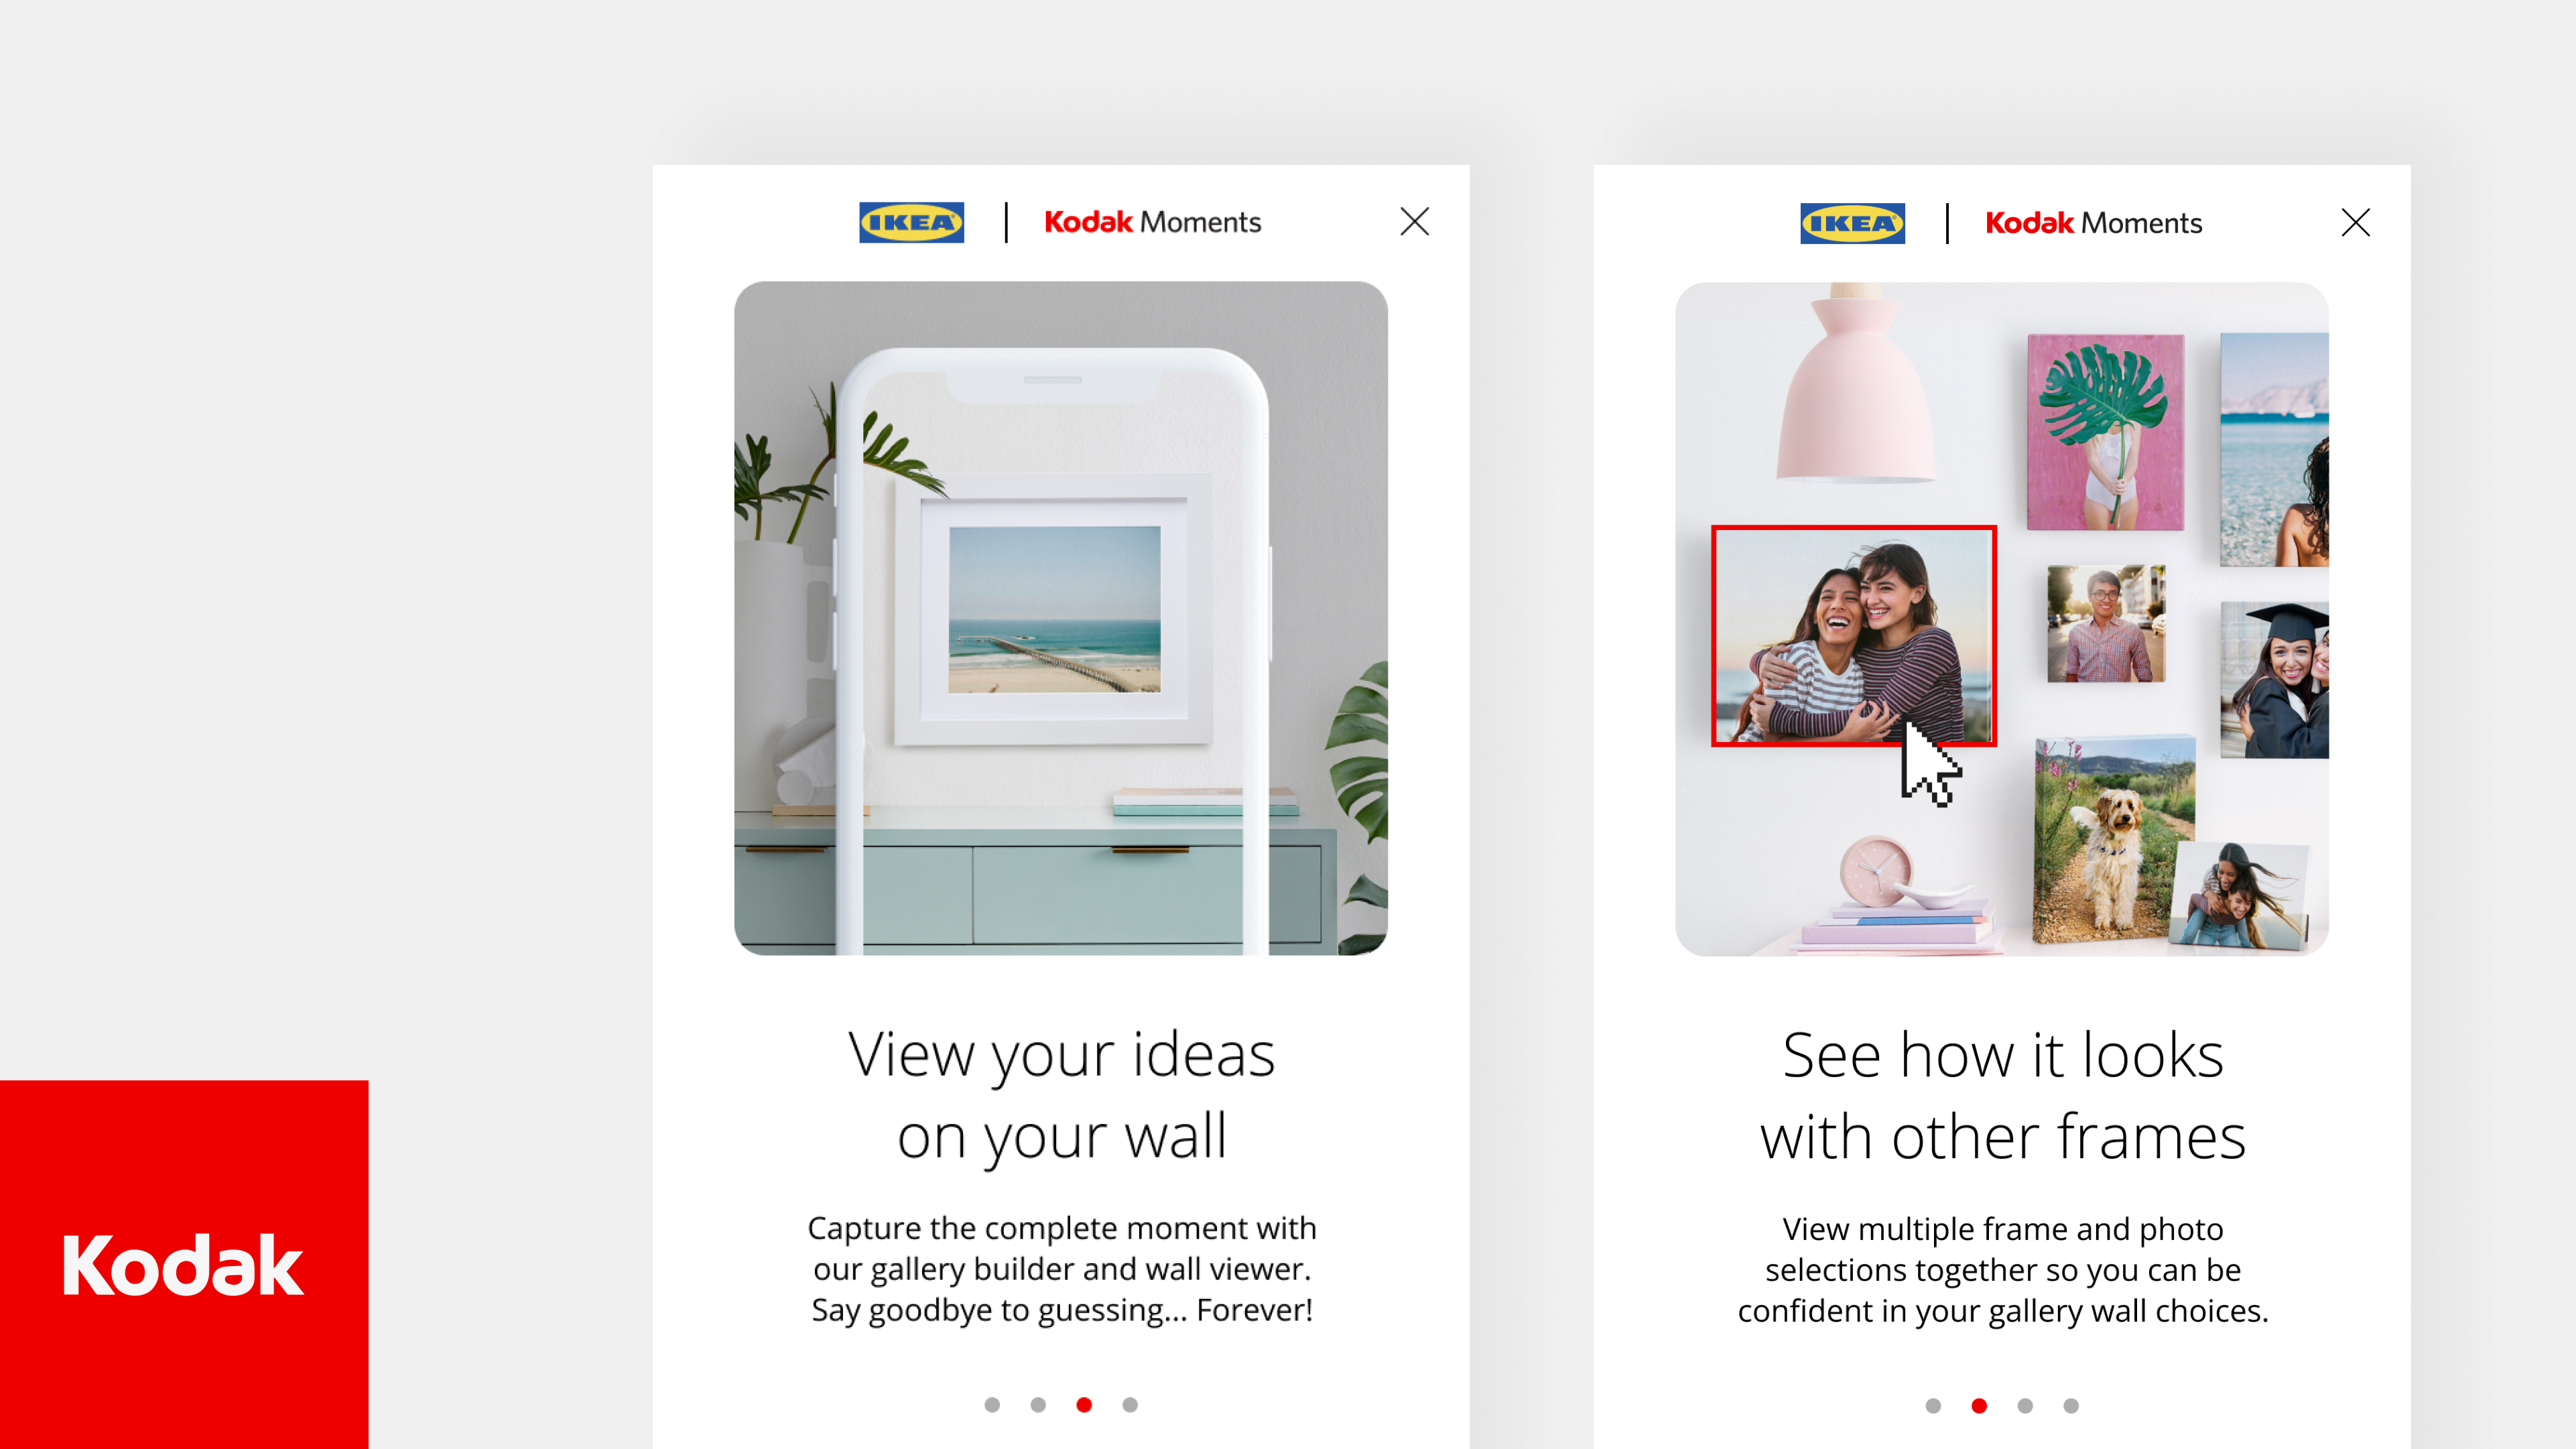 IKEA
Kodak Moments
View your ideas
on your wall
Capture the complete moment with
our gallery builder and wall viewer.
Say goodbye to guessing... Forever!
IKEA
Kodak Moments
See how it looks
with other frames
View multiple frame and photo
selections together so you can be
confident in your gallery wall choices.
Kodak